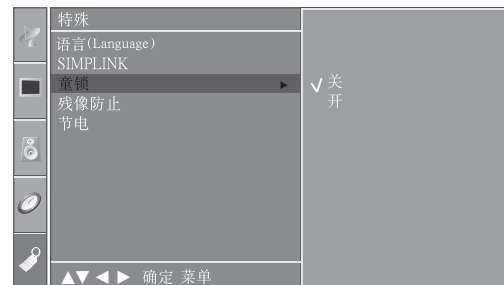 特殊
语言(Language)
SIMPLINK
童锁
残像防止
节电
关
开
确定 菜单